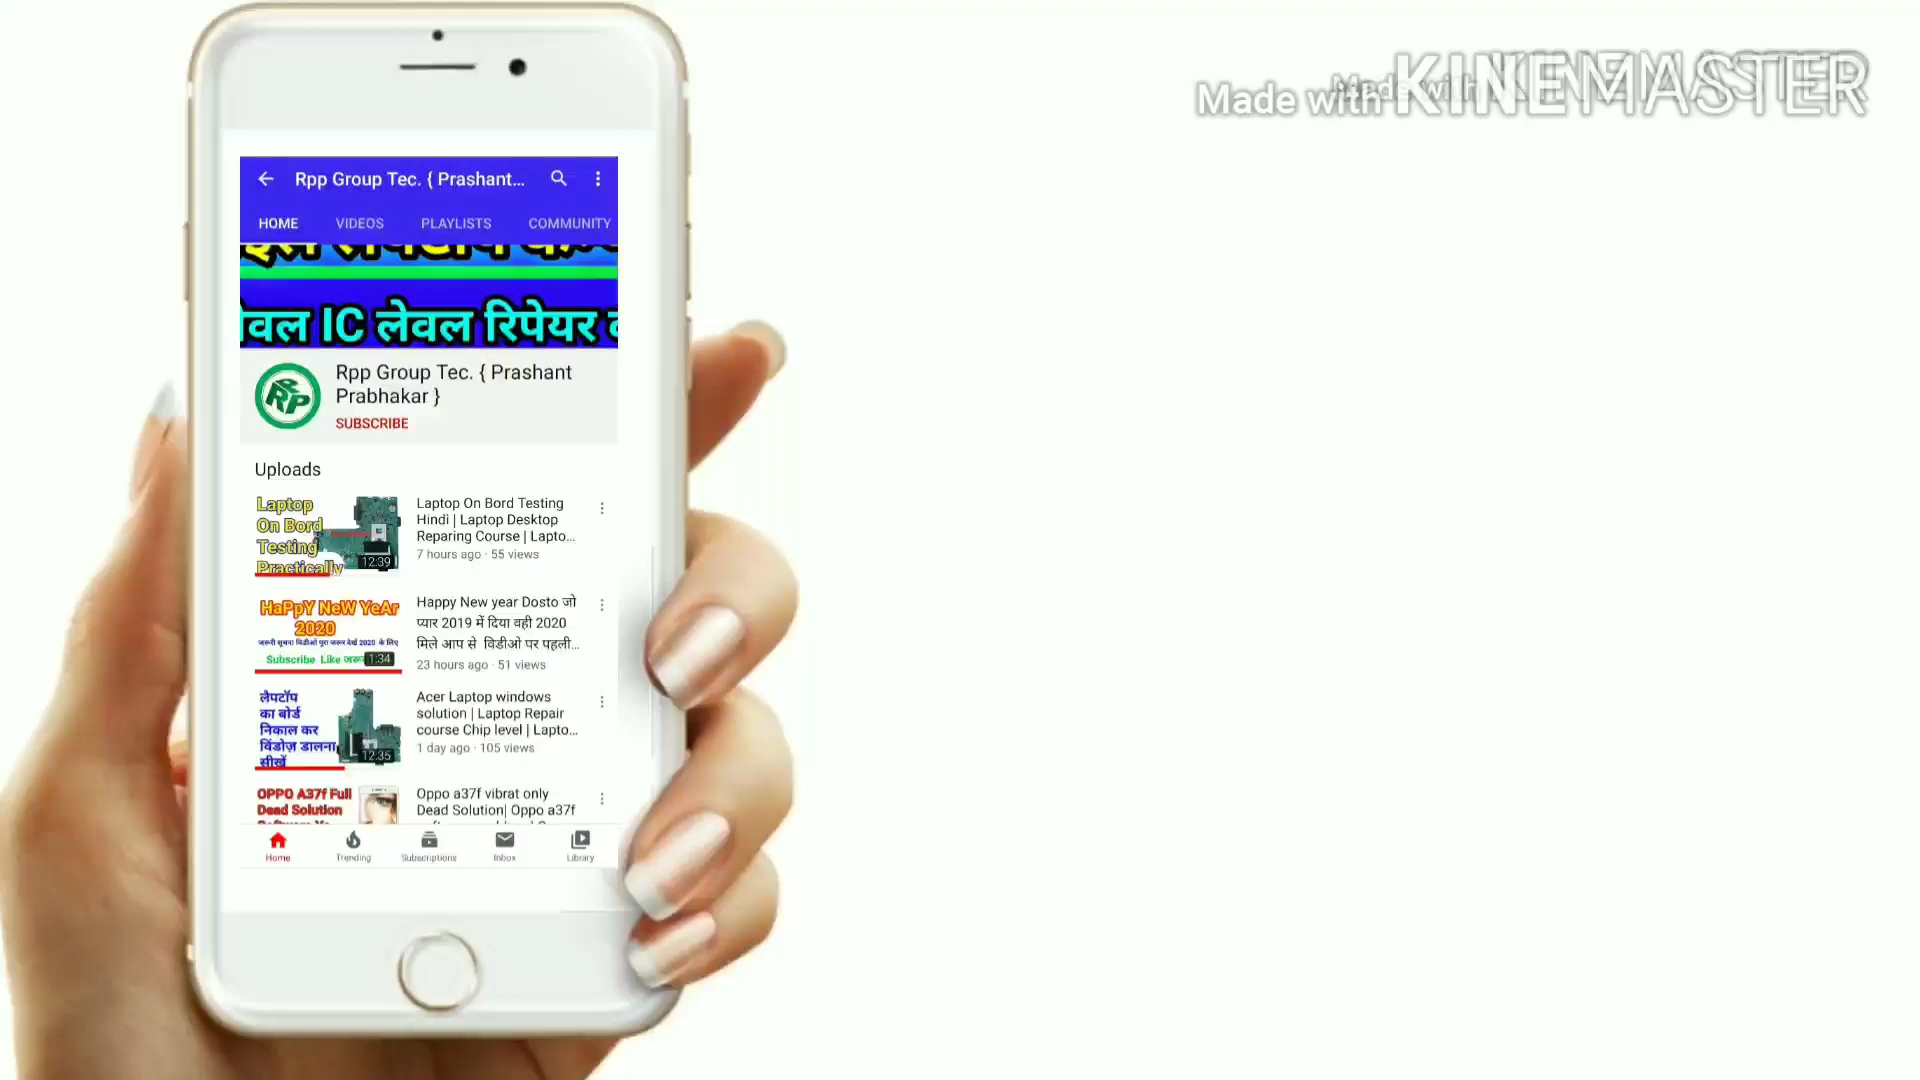 Made with KINEMASTER
Rpp Group Tec. { Prashant...
HOME VIDEOS PLAYLISTS COMMUNITY
IC लेवल रिपेयर
RPP
Rpp Group Tec. { Prashant
Prabhakar }
SUBSCRIBE
Uploads
Laptop
On Bord
Testing
Practically
12:39
Laptop On Bord Testing
Hindi | Laptop Desktop
Reparing Course | Lapto...
7 hours ago · 55 views
HaPpY NeW YeAr
2020
जरूरी सूचना विडीओ पुरा जरूर देखें 2020 के लिए
Subscribe Like
1:34
Happy New year Dosto जो
प्यार 2019 में दिया वही 2020
मिले आप से विडीओ पर पहली...
23 hours ago · 51 views
लैपटॉप
का बोर्ड
निकाल कर
विंडोज़ डालना
सीखें
12:35
Acer Laptop windows
solution | Laptop Repair
course Chip level | Lapto...
1 day ago · 105 views
OPPO A37f Full
Dead Solution
Oppo a37f vibrat only
Dead Solution| Oppo a37f
Home Trending Subscriptions Inbox Library